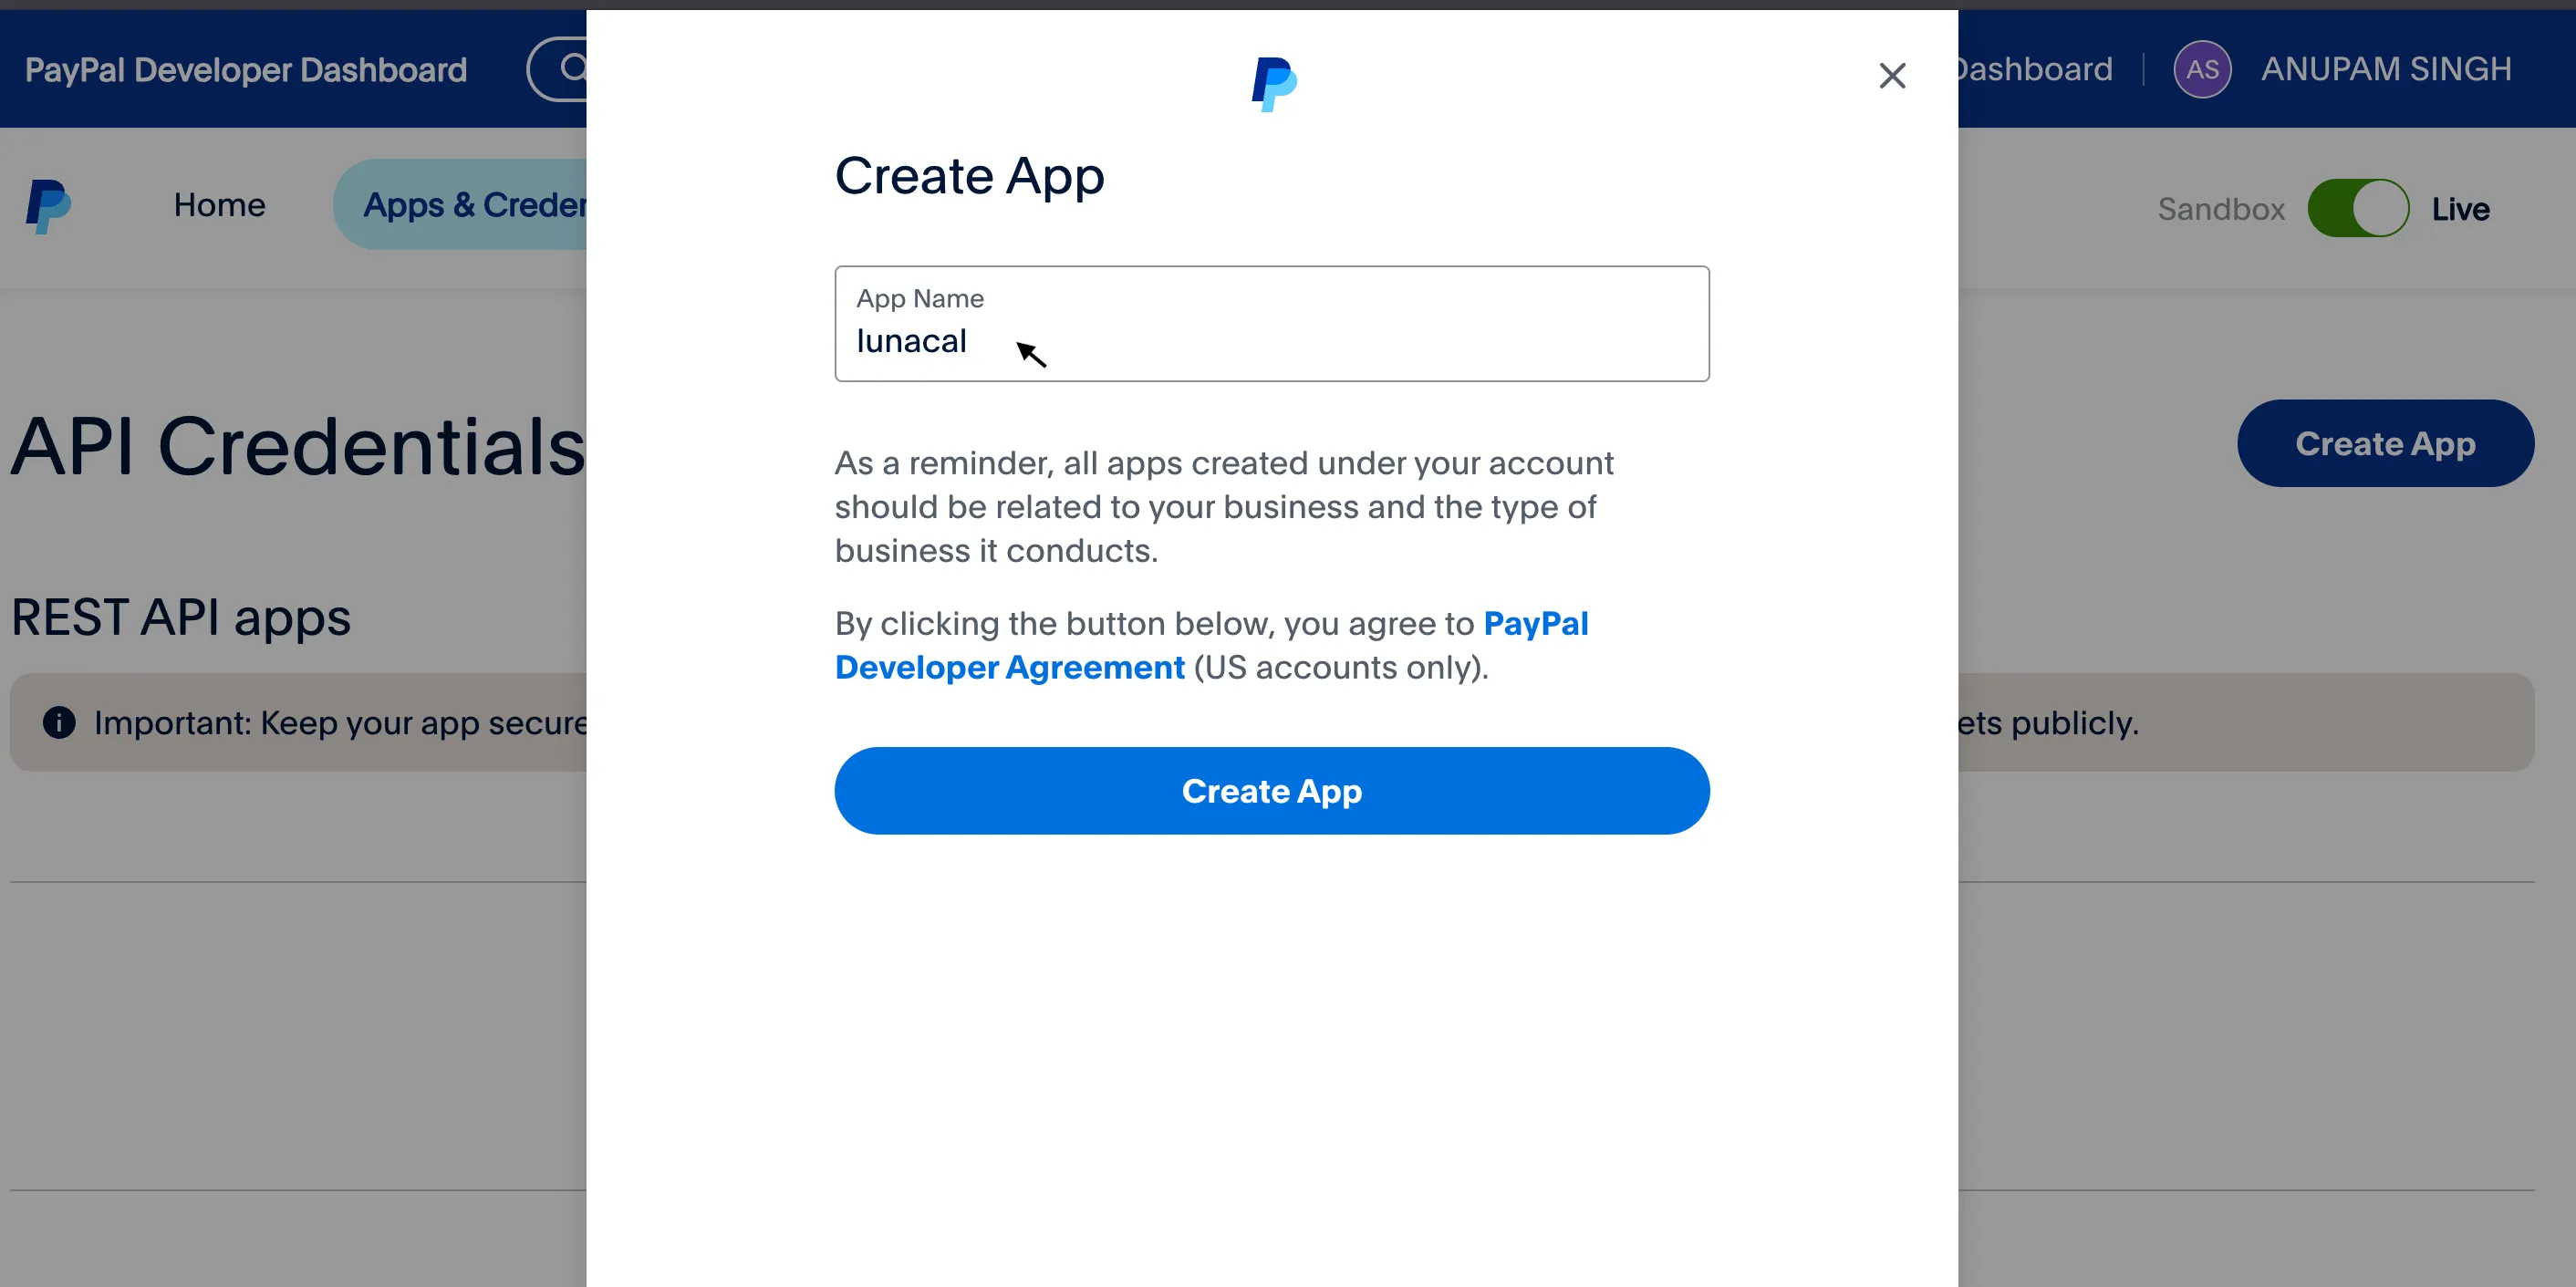 PayPal Developer Dashboard
Dashboard
AS
ANUPAM SINGH
Home
Apps & Creden
Sandbox
Live
API Credentials
Create App
REST API apps
Important: Keep your app secure
ets publicly.
Create App
App Name
lunacal
As a reminder, all apps created under your account
should be related to your business and the type of
business it conducts.
By clicking the button below, you agree to PayPal
Developer Agreement (US accounts only).
Create App